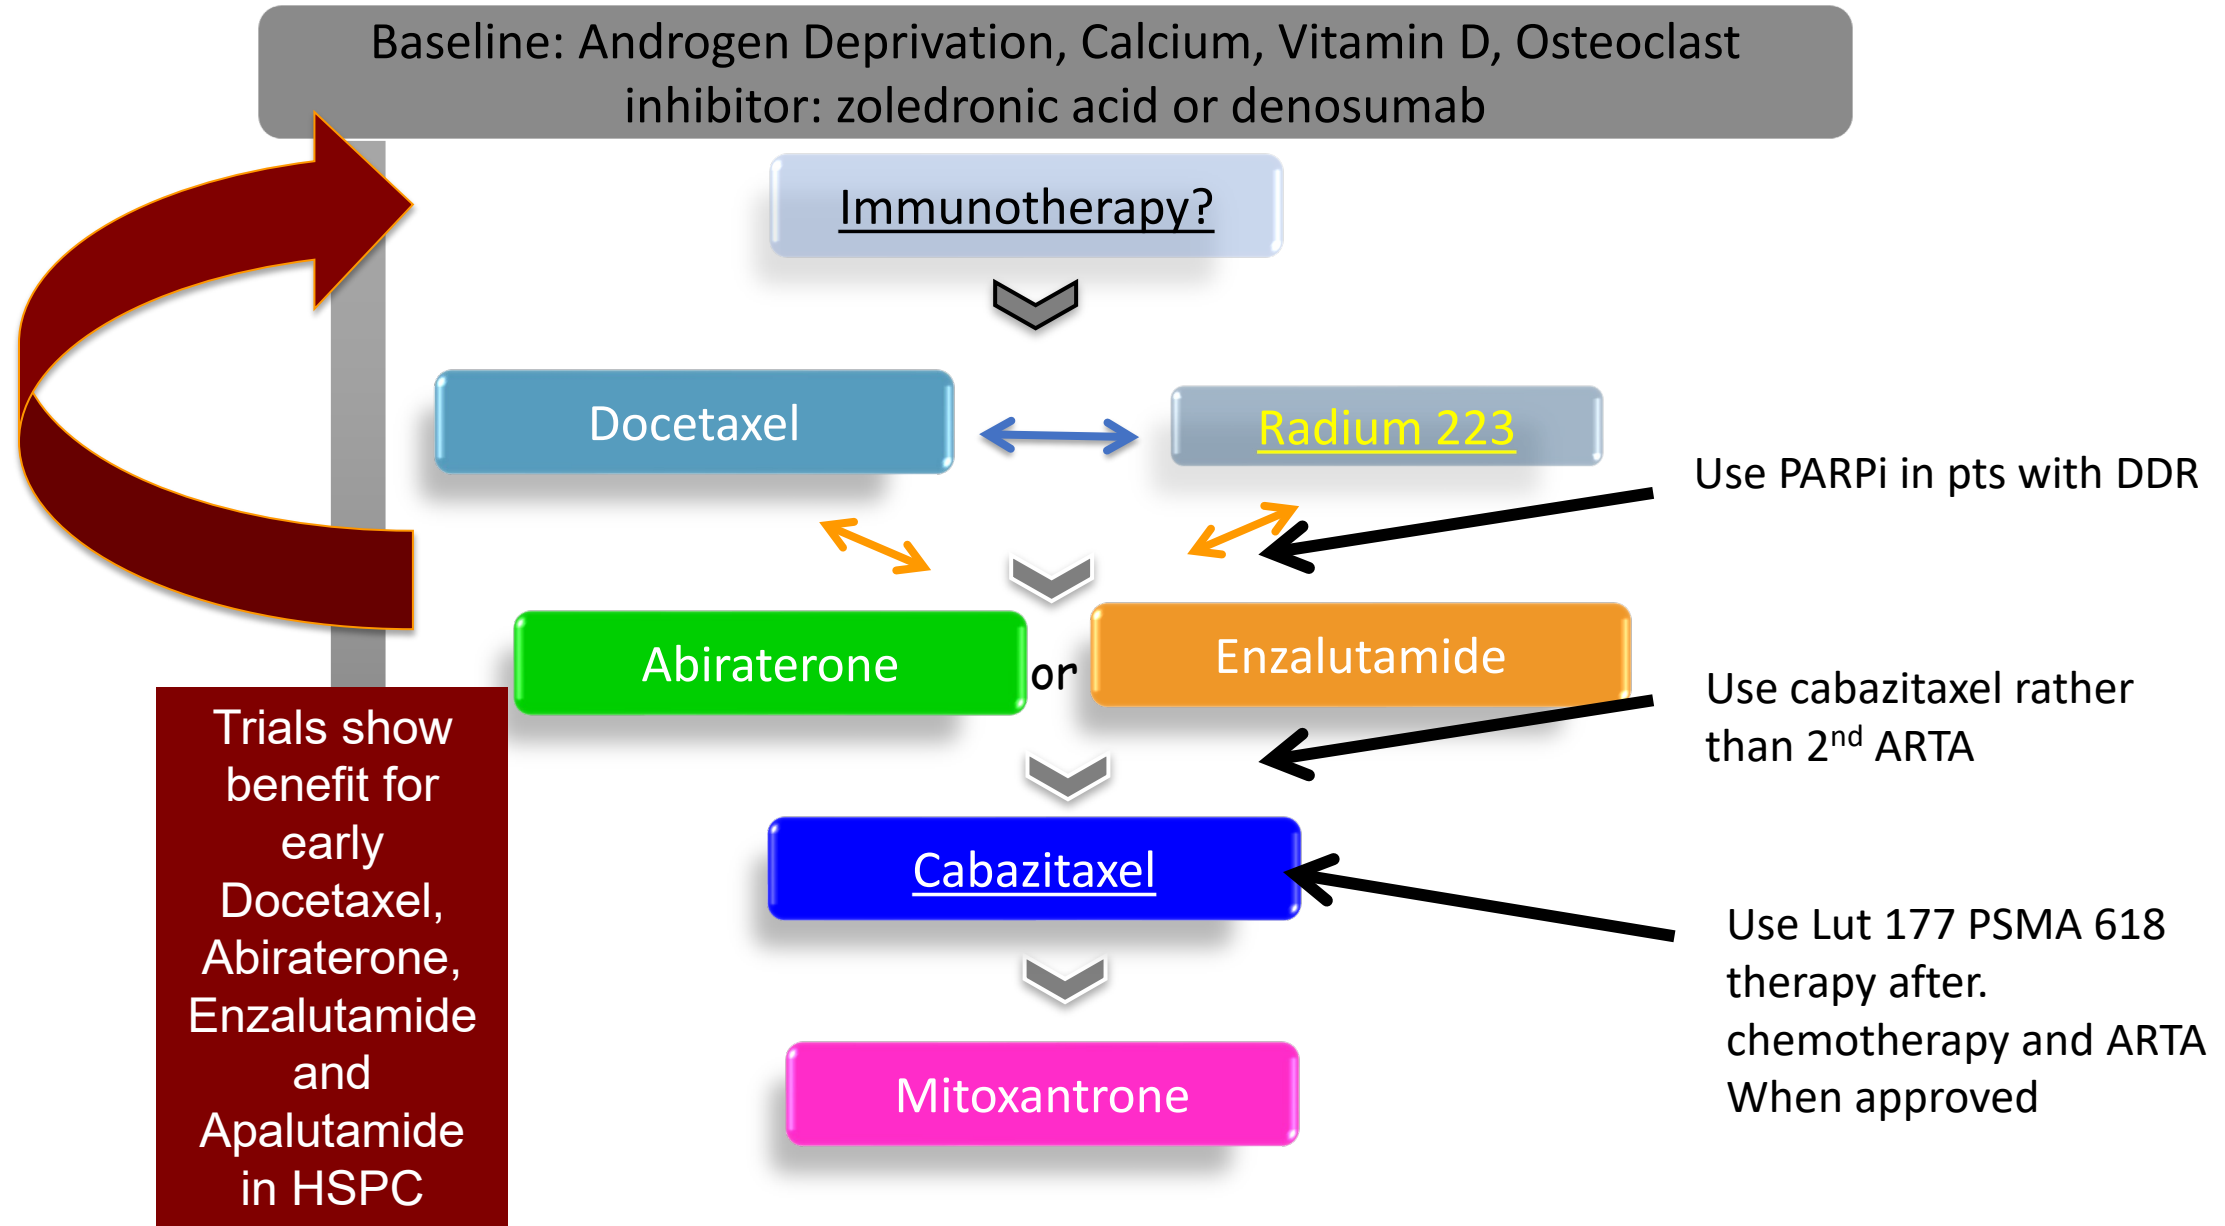 Baseline: Androgen Deprivation, Calcium, Vitamin D, Osteoclast
inhibitor: zoledronic acid or denosumab
Immunotherapy?
Docetaxel
Radium 223
Use PARPi in pts with DDR
Abiraterone
or
Enzalutamide
Use cabazitaxel rather
than 2nd ARTA
Cabazitaxel
Use Lut 177 PSMA 618
therapy after.
chemotherapy and ARTA
When approved
Mitoxantrone
Trials show
benefit for
early
Docetaxel,
Abiraterone,
Enzalutamide
and
Apalutamide
in HSPC